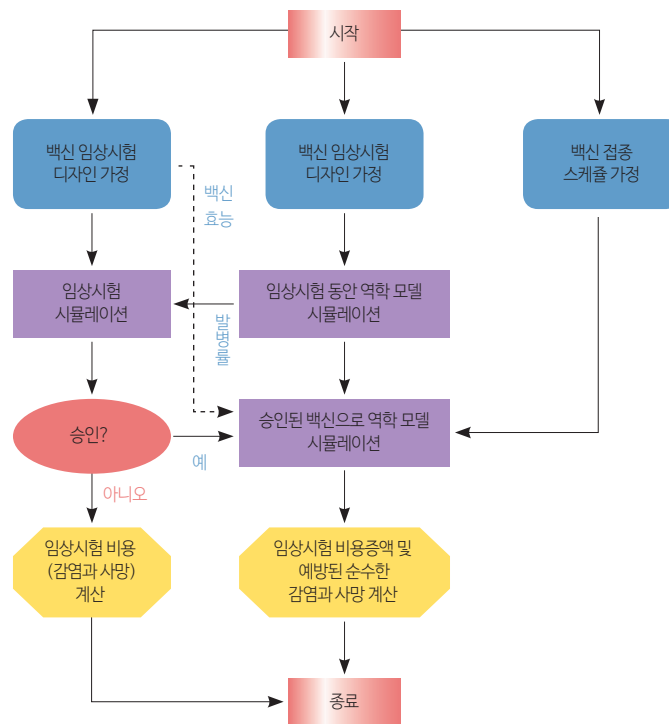 시작
백신 임상시험
디자인 가정
백신 임상시험
디자인 가정
백신 접종
스케쥴 가정
백신
효능
임상시험
시뮬레이션
임상시험 동안 역학 모델
시뮬레이션
발
병
률
승인?
예
아니오
승인된 백신으로 역학 모델
시뮬레이션
임상시험 비용
(감염과 사망)
계산
임상시험 비용증액 및
예방된 순수한
감염과 사망 계산
종료